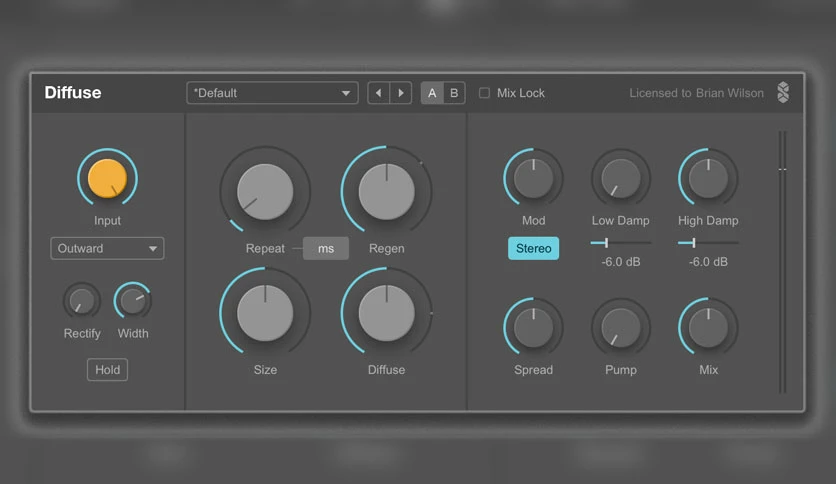 Diffuse
*Default
A B
Mix Lock
Licensed to Brian Wilson
Input
Outward
Rectify
Width
Hold
Repeat
ms
Regen
Size
Diffuse
Mod
Low Damp
High Damp
Stereo
-6.0 dB
-6.0 dB
Spread
Pump
Mix